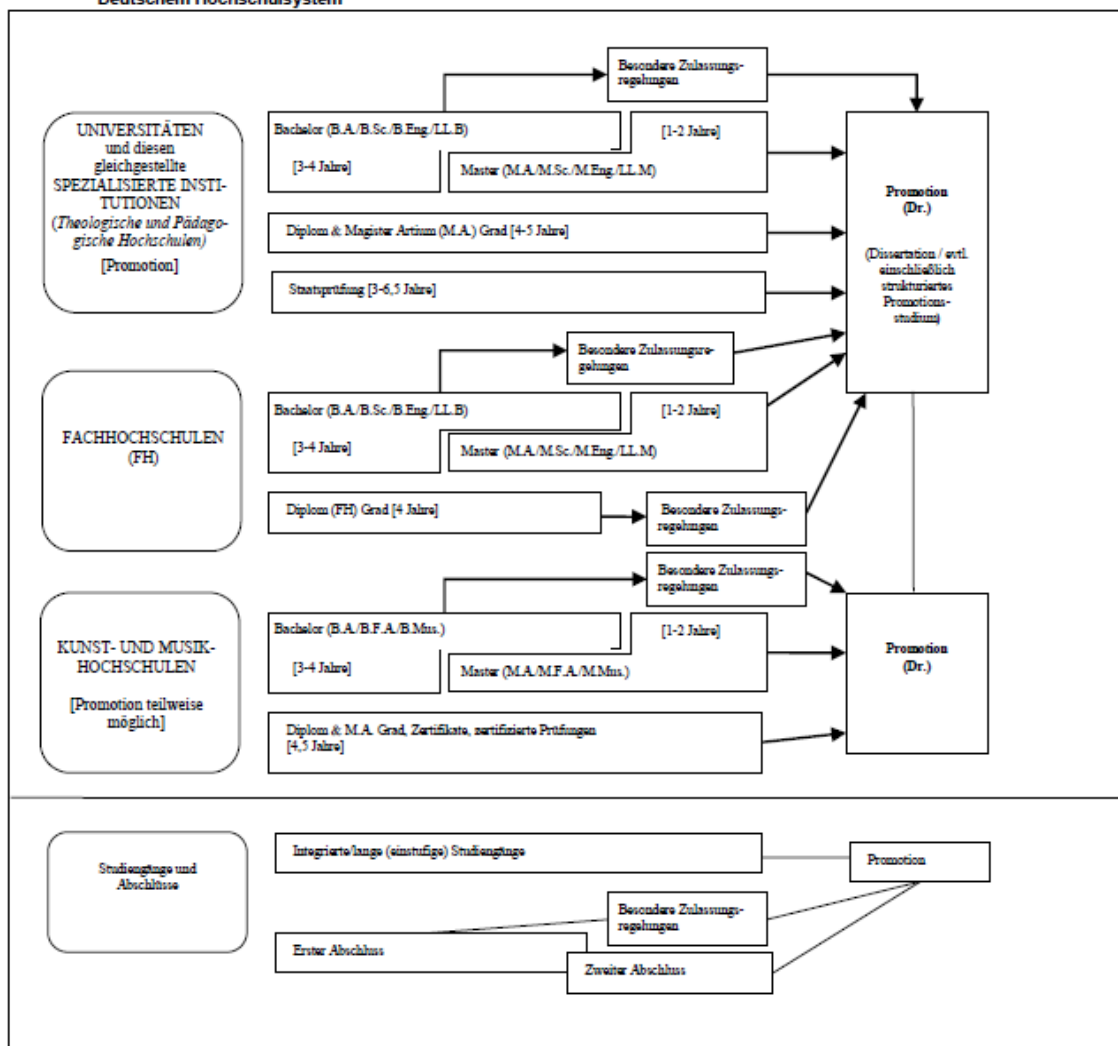 Deutschem Hochschulsystem
Besondere Zulassungs-
regelungen
UNIVERSITÄTEN
und diesen
gleichgestellte
SPEZIALISIERTE INSTI-
TUTIONEN
(Theologische und Pädago-
gische Hochschulen)
[Promotion]
Bachelor (B.A./B.Sc./B.Eng./LL.B)
[3-4 Jahre]
[1-2 Jahre]
Master (M.A./M.Sc./M.Eng./LL.M)
Diplom & Magister Artium (M.A.) Grad [4-5 Jahre]
Staatsprüfung [3-6,5 Jahre]
Promotion
(Dr.)
(Dissertation / evtl.
einschließlich
strukturiertes
Promotions-
studium)
FACHHOCHSCHULEN
(FH)
Besondere Zulassungsre-
gelungen
Bachelor (B.A./B.Sc./B.Eng./LL.B)
[3-4 Jahre]
[1-2 Jahre]
Master (M.A./M.Sc./M.Eng./LL.M)
Diplom (FH) Grad [4 Jahre]
Besondere Zulassungs-
regelungen
KUNST- UND MUSIK-
HOCHSCHULEN
[Promotion teilweise
möglich]
Besondere Zulassungs-
regelungen
Bachelor (B.A./B.F.A./B.Mus.)
[3-4 Jahre]
[1-2 Jahre]
Master (M.A./M.F.A./M.Mus.)
Diplom & M.A. Grad, Zertifikate, zertifizierte Prüfungen
[4,5 Jahre]
Promotion
(Dr.)
Studiengänge und
Abschlüsse
Integrierte/lange (einstufige) Studiengänge
Promotion
Besondere Zulassungs-
regelungen
Erster Abschluss
Zweiter Abschluss